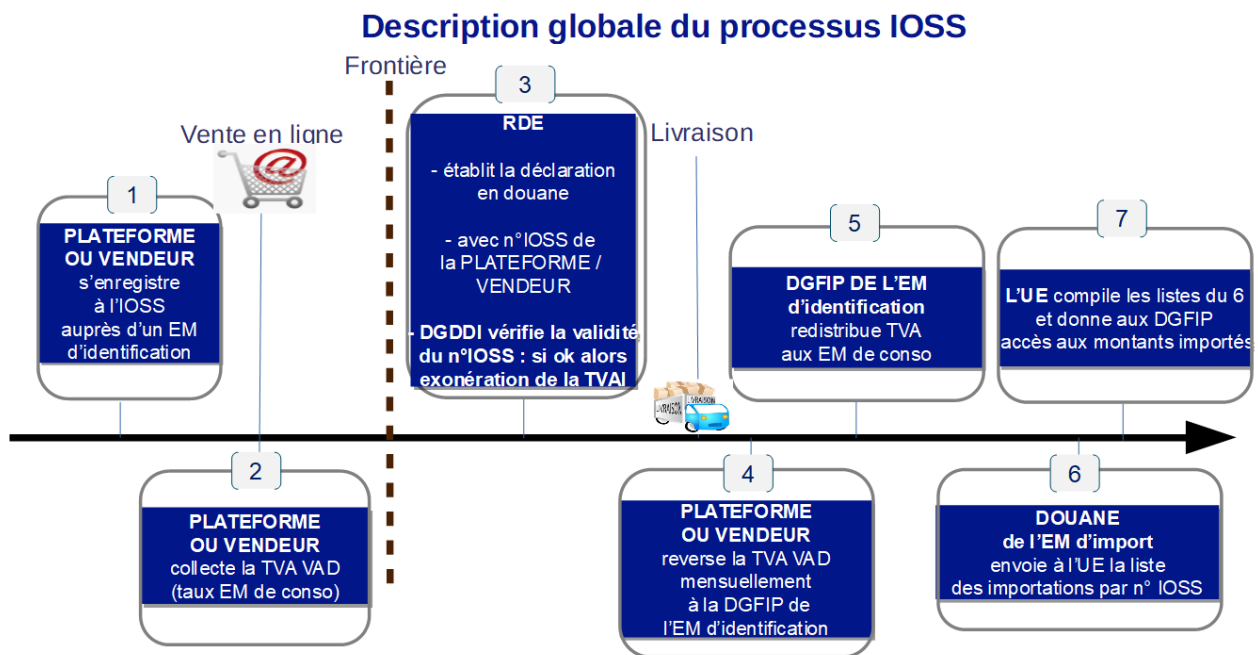 Description globale du processus IOSS
Frontière
Vente en ligne
Livraison
1
PLATEFORME
OU VENDEUR
s'enregistre
à l'IOSS
auprès d'un EM
d'identification
2
PLATEFORME
OU VENDEUR
collecte la TVA VAD
(taux EM de conso)
3
RDE
- établit la déclaration
en douane
- avec n°IOSS de
la PLATEFORME /
VENDEUR
- DGDDI vérifie la validité
du n°IOSS : si ok alors
exonération de la TVAI
LIVRAISON
LIVRAISON
4
PLATEFORME
OU VENDEUR
reverse la TVA VAD
mensuellement
à la DGFIP de
l'EM d'identification
5
DGFIP DE L'EM
d'identification
redistribue TVA
aux EM de conso
6
DOUANE
de l'EM d'import
envoie à l'UE la liste
des importations par n° IOSS
7
L'UE compile les listes du 6
et donne aux DGFIP
accès aux montants importés